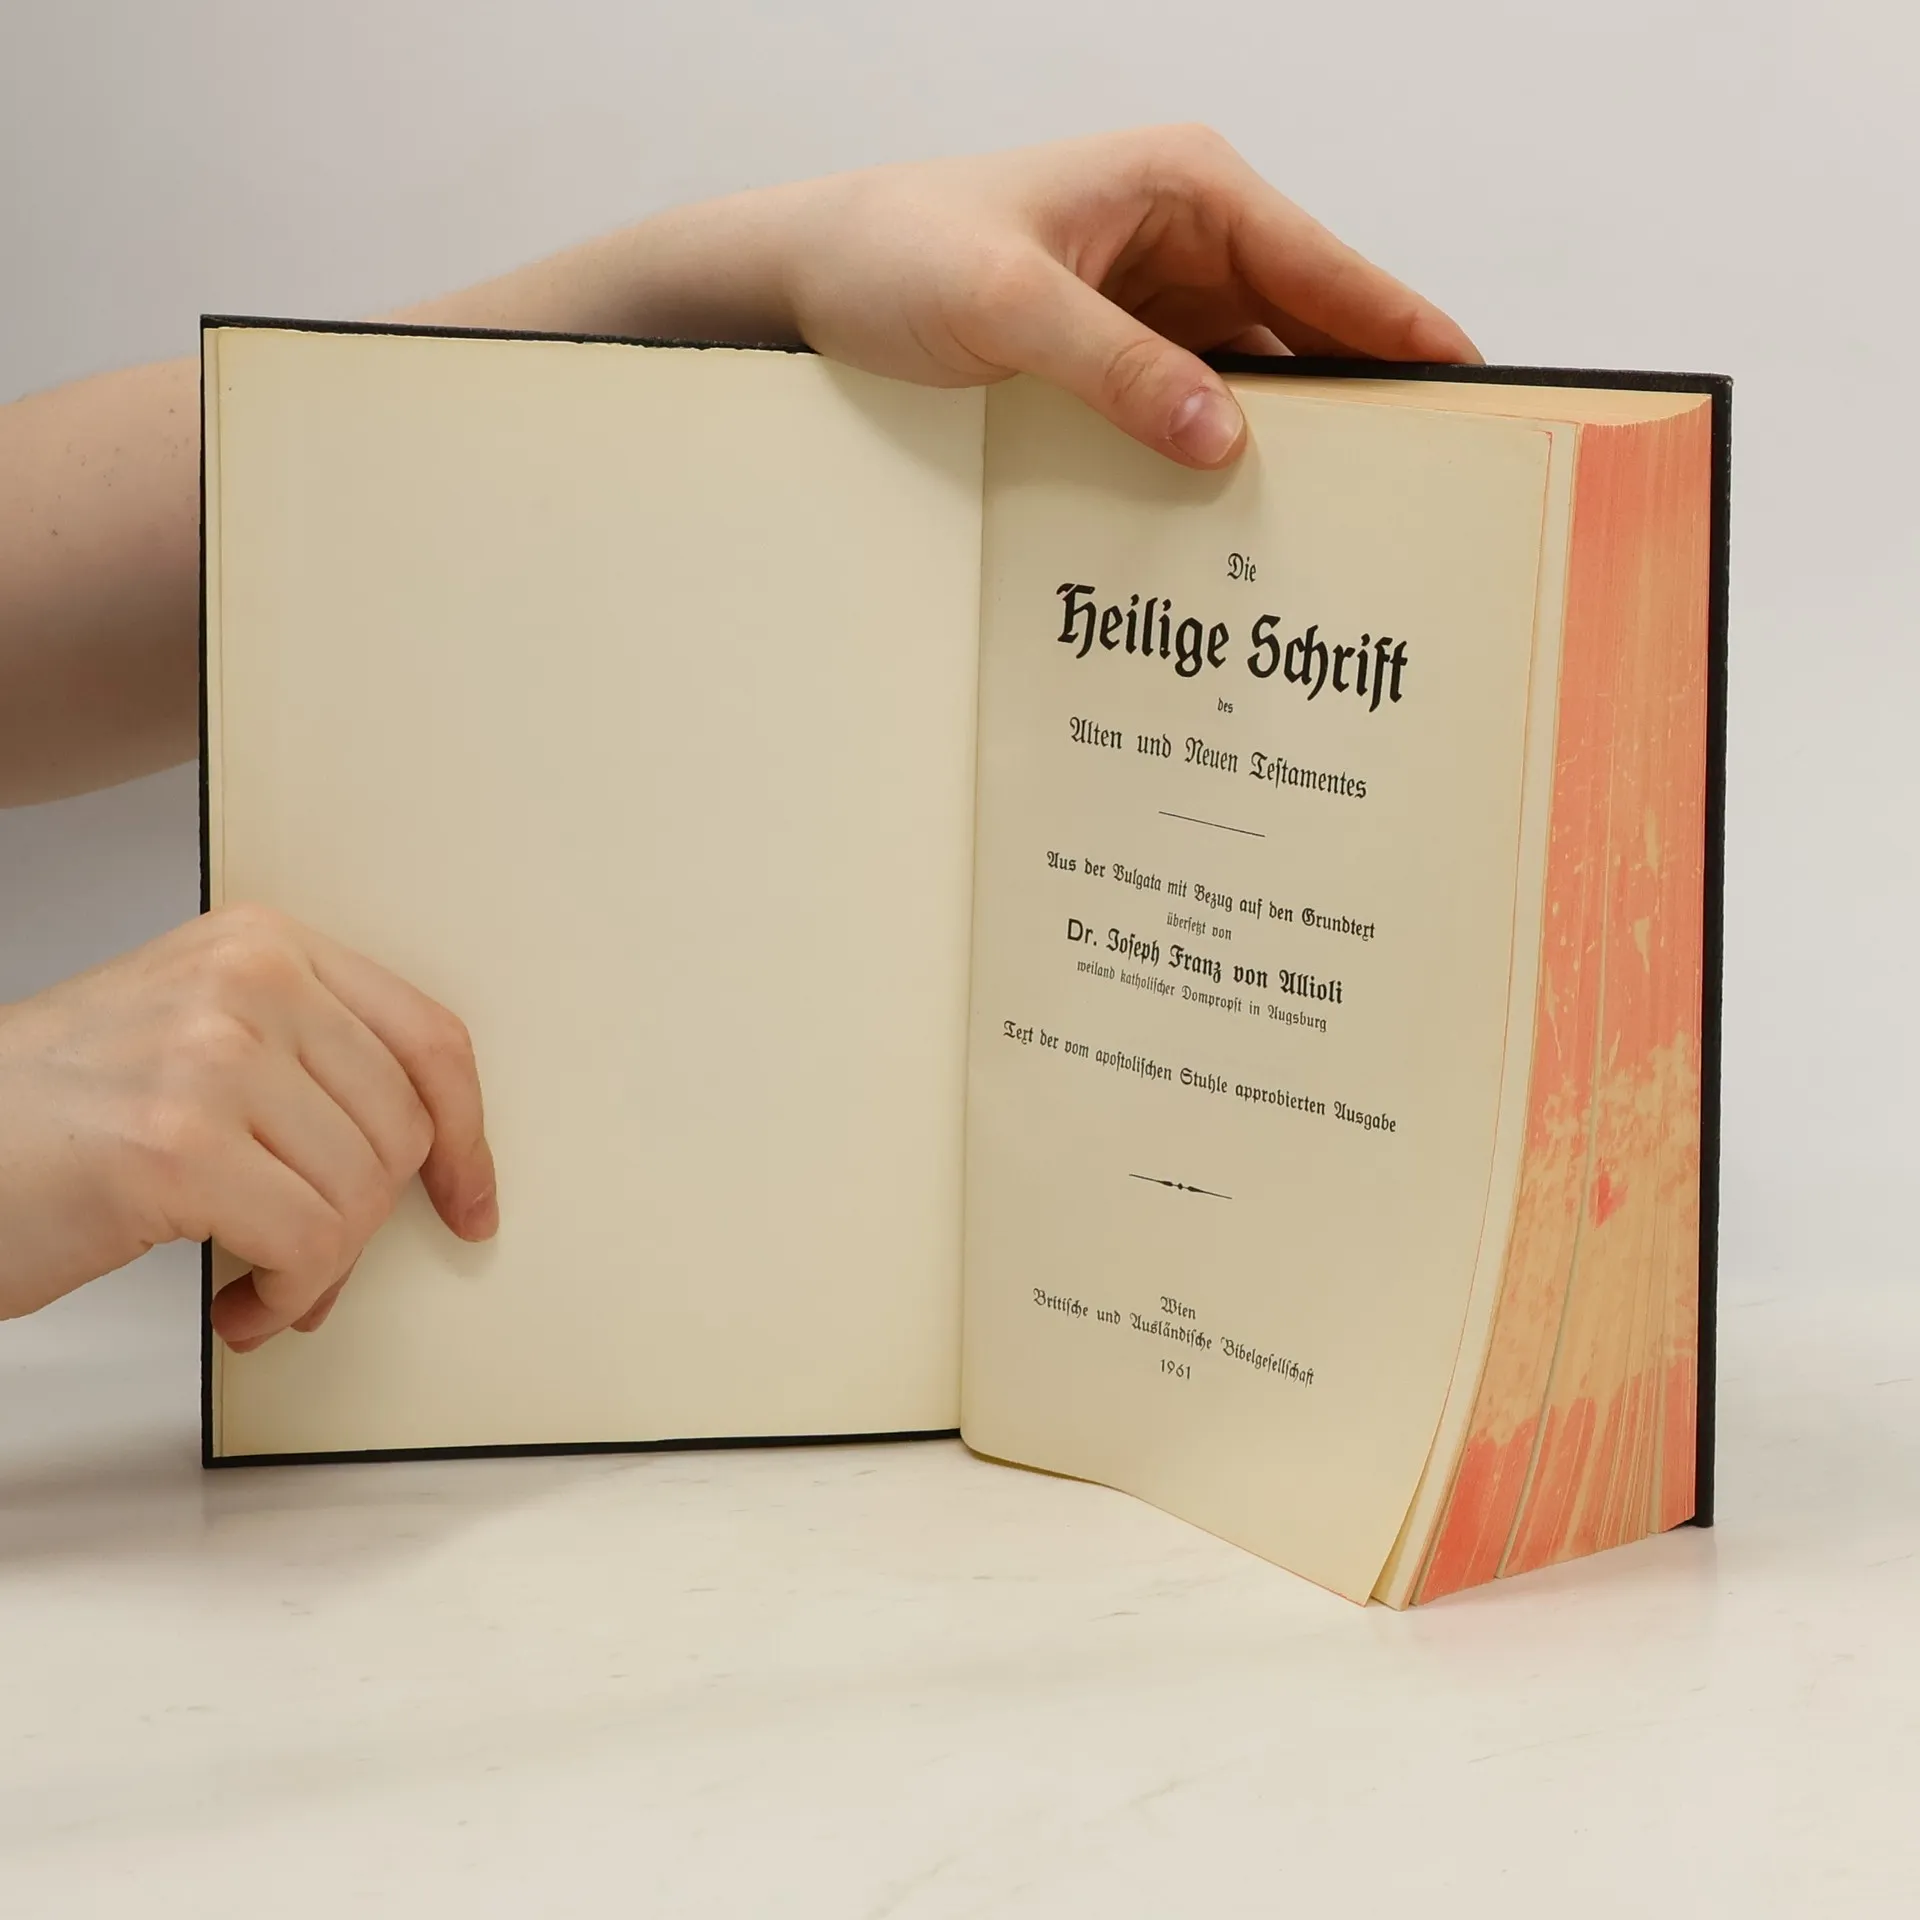 Die
Heilige Schrift
des
Alten und Neuen Teſtamentes
Aus der Vulgata mit Bezug auf den Grundtext
überſetzt von
Dr. Joſeph Franz von Allioli
weiland katholiſcher Dompropſt in Augsburg
Text der vom apoſtoliſchen Stuhle approbierten Ausgabe
Wien
Britiſche und Ausländiſche Bibelgeſellſchaft
1961